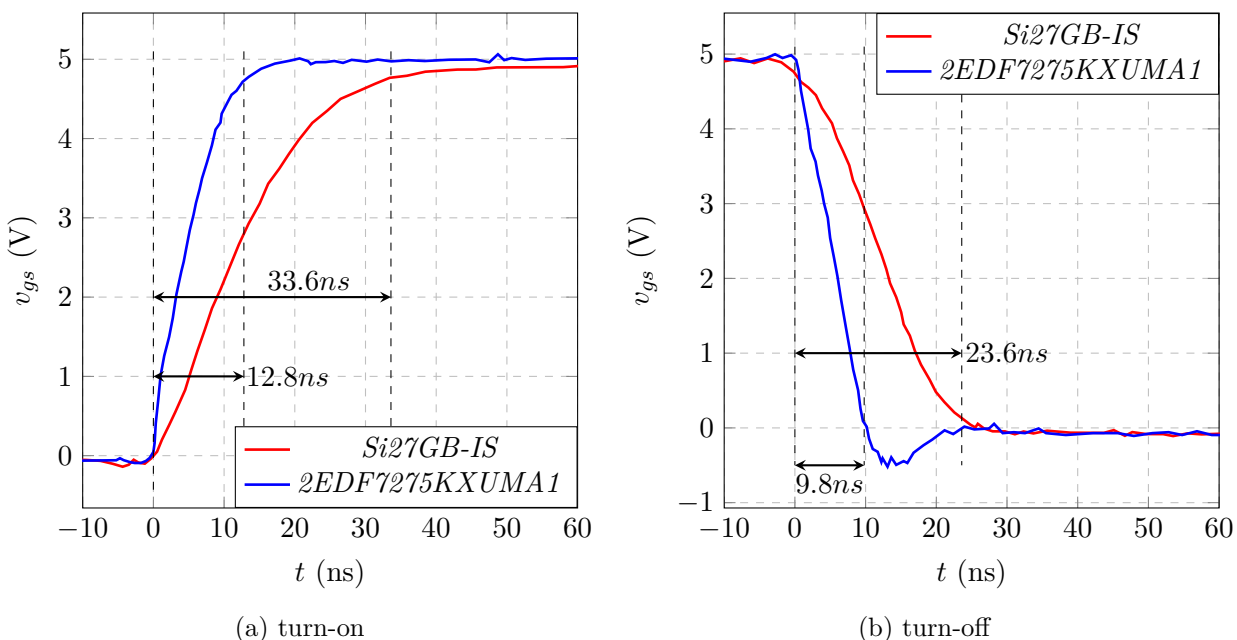 5
4
3
2
1
0
v_gs (V)
33.6ns
12.8ns
Si27GB-IS
2EDF7275KXUMA1
−10 0 10 20 30 40 50 60
t (ns)
(a) turn-on
5
4
3
2
1
0
−1
v_gs (V)
Si27GB-IS
2EDF7275KXUMA1
23.6ns
9.8ns
−10 0 10 20 30 40 50 60
t (ns)
(b) turn-off